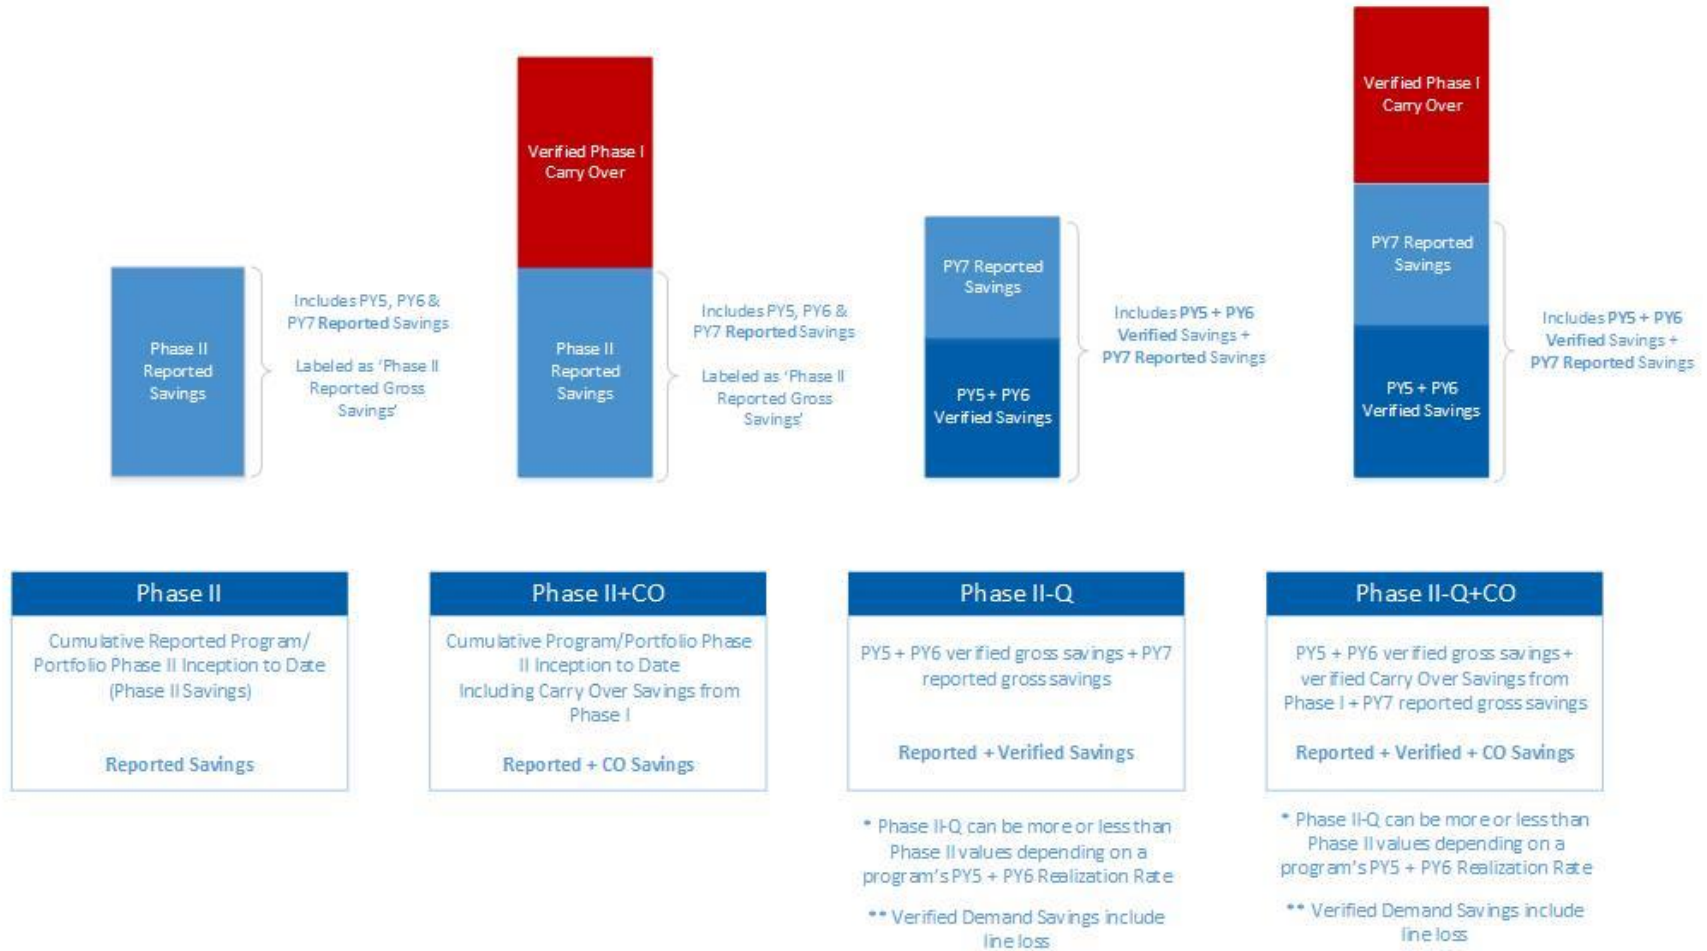 Phase II
Reported
Savings
Includes PY5, PY6 &
PY7 Reported Savings
Labeled as ‘Phase II
Reported Gross
Savings’
Verified Phase I
Carry Over
Phase II
Reported
Savings
Includes PY5, PY6 &
PY7 Reported Savings
Labeled as ‘Phase II
Reported Gross
Savings’
PY7 Reported
Savings
PY5 + PY6
Verified Savings
Includes PY5 + PY6
Verified Savings +
PY7 Reported Savings
Verified Phase I
Carry Over
PY7 Reported
Savings
PY5 + PY6
Verified Savings
Includes PY5 + PY6
Verified Savings +
PY7 Reported Savings
Phase II
Cumulative Reported Program/
Portfolio Phase II Inception to Date
(Phase II Savings)
Reported Savings
Phase II+CO
Cumulative Program/Portfolio Phase
II Inception to Date
Including Carry Over Savings from
Phase I
Reported + CO Savings
Phase II-Q
PY5 + PY6 verified gross savings + PY7
reported gross savings
Reported + Verified Savings
* Phase II-Q can be more or less than
Phase II values depending on a
program's PY5 + PY6 Realization Rate
** Verified Demand Savings include
line loss
Phase II-Q+CO
PY5 + PY6 verified gross savings +
verified Carry Over Savings from
Phase I + PY7 reported gross savings
Reported + Verified + CO Savings
* Phase II-Q can be more or less than
Phase II values depending on a
program's PY5 + PY6 Realization Rate
** Verified Demand Savings include
line loss